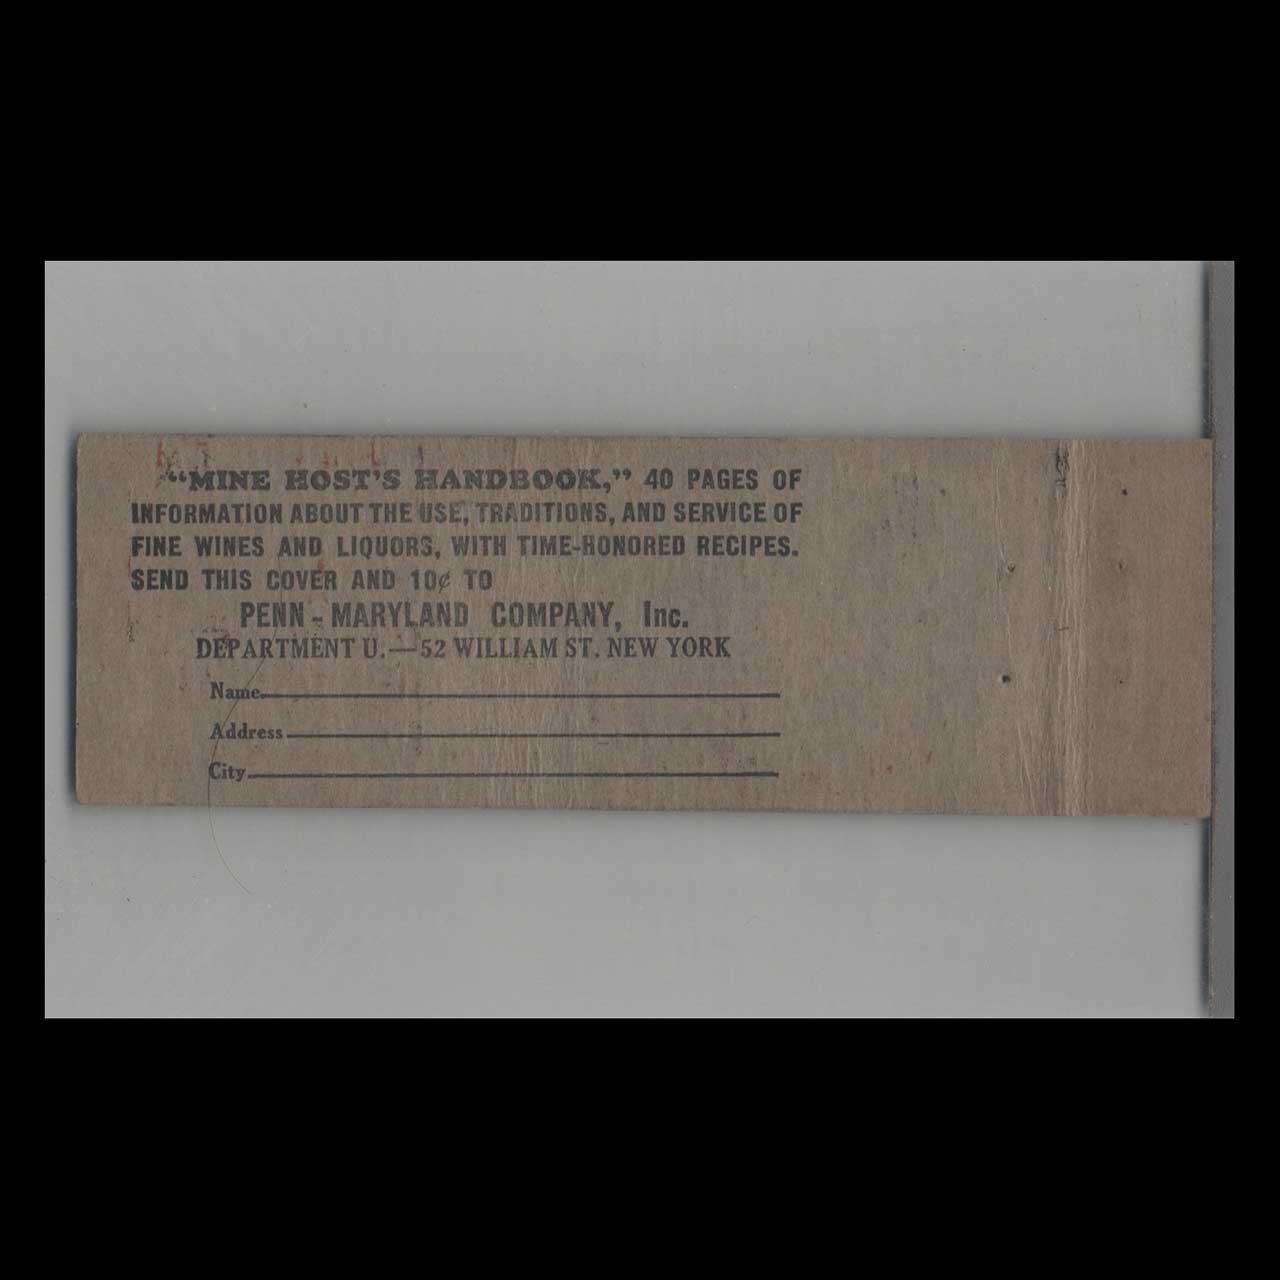 “MINE HOST'S HANDBOOK,” 40 PAGES OF
INFORMATION ABOUT THE USE, TRADITIONS, AND SERVICE OF
FINE WINES AND LIQUORS, WITH TIME-HONORED RECIPES.
SEND THIS COVER AND 10¢ TO
PENN-MARYLAND COMPANY, Inc.
DEPARTMENT U.—52 WILLIAM ST. NEW YORK
Name
Address
City